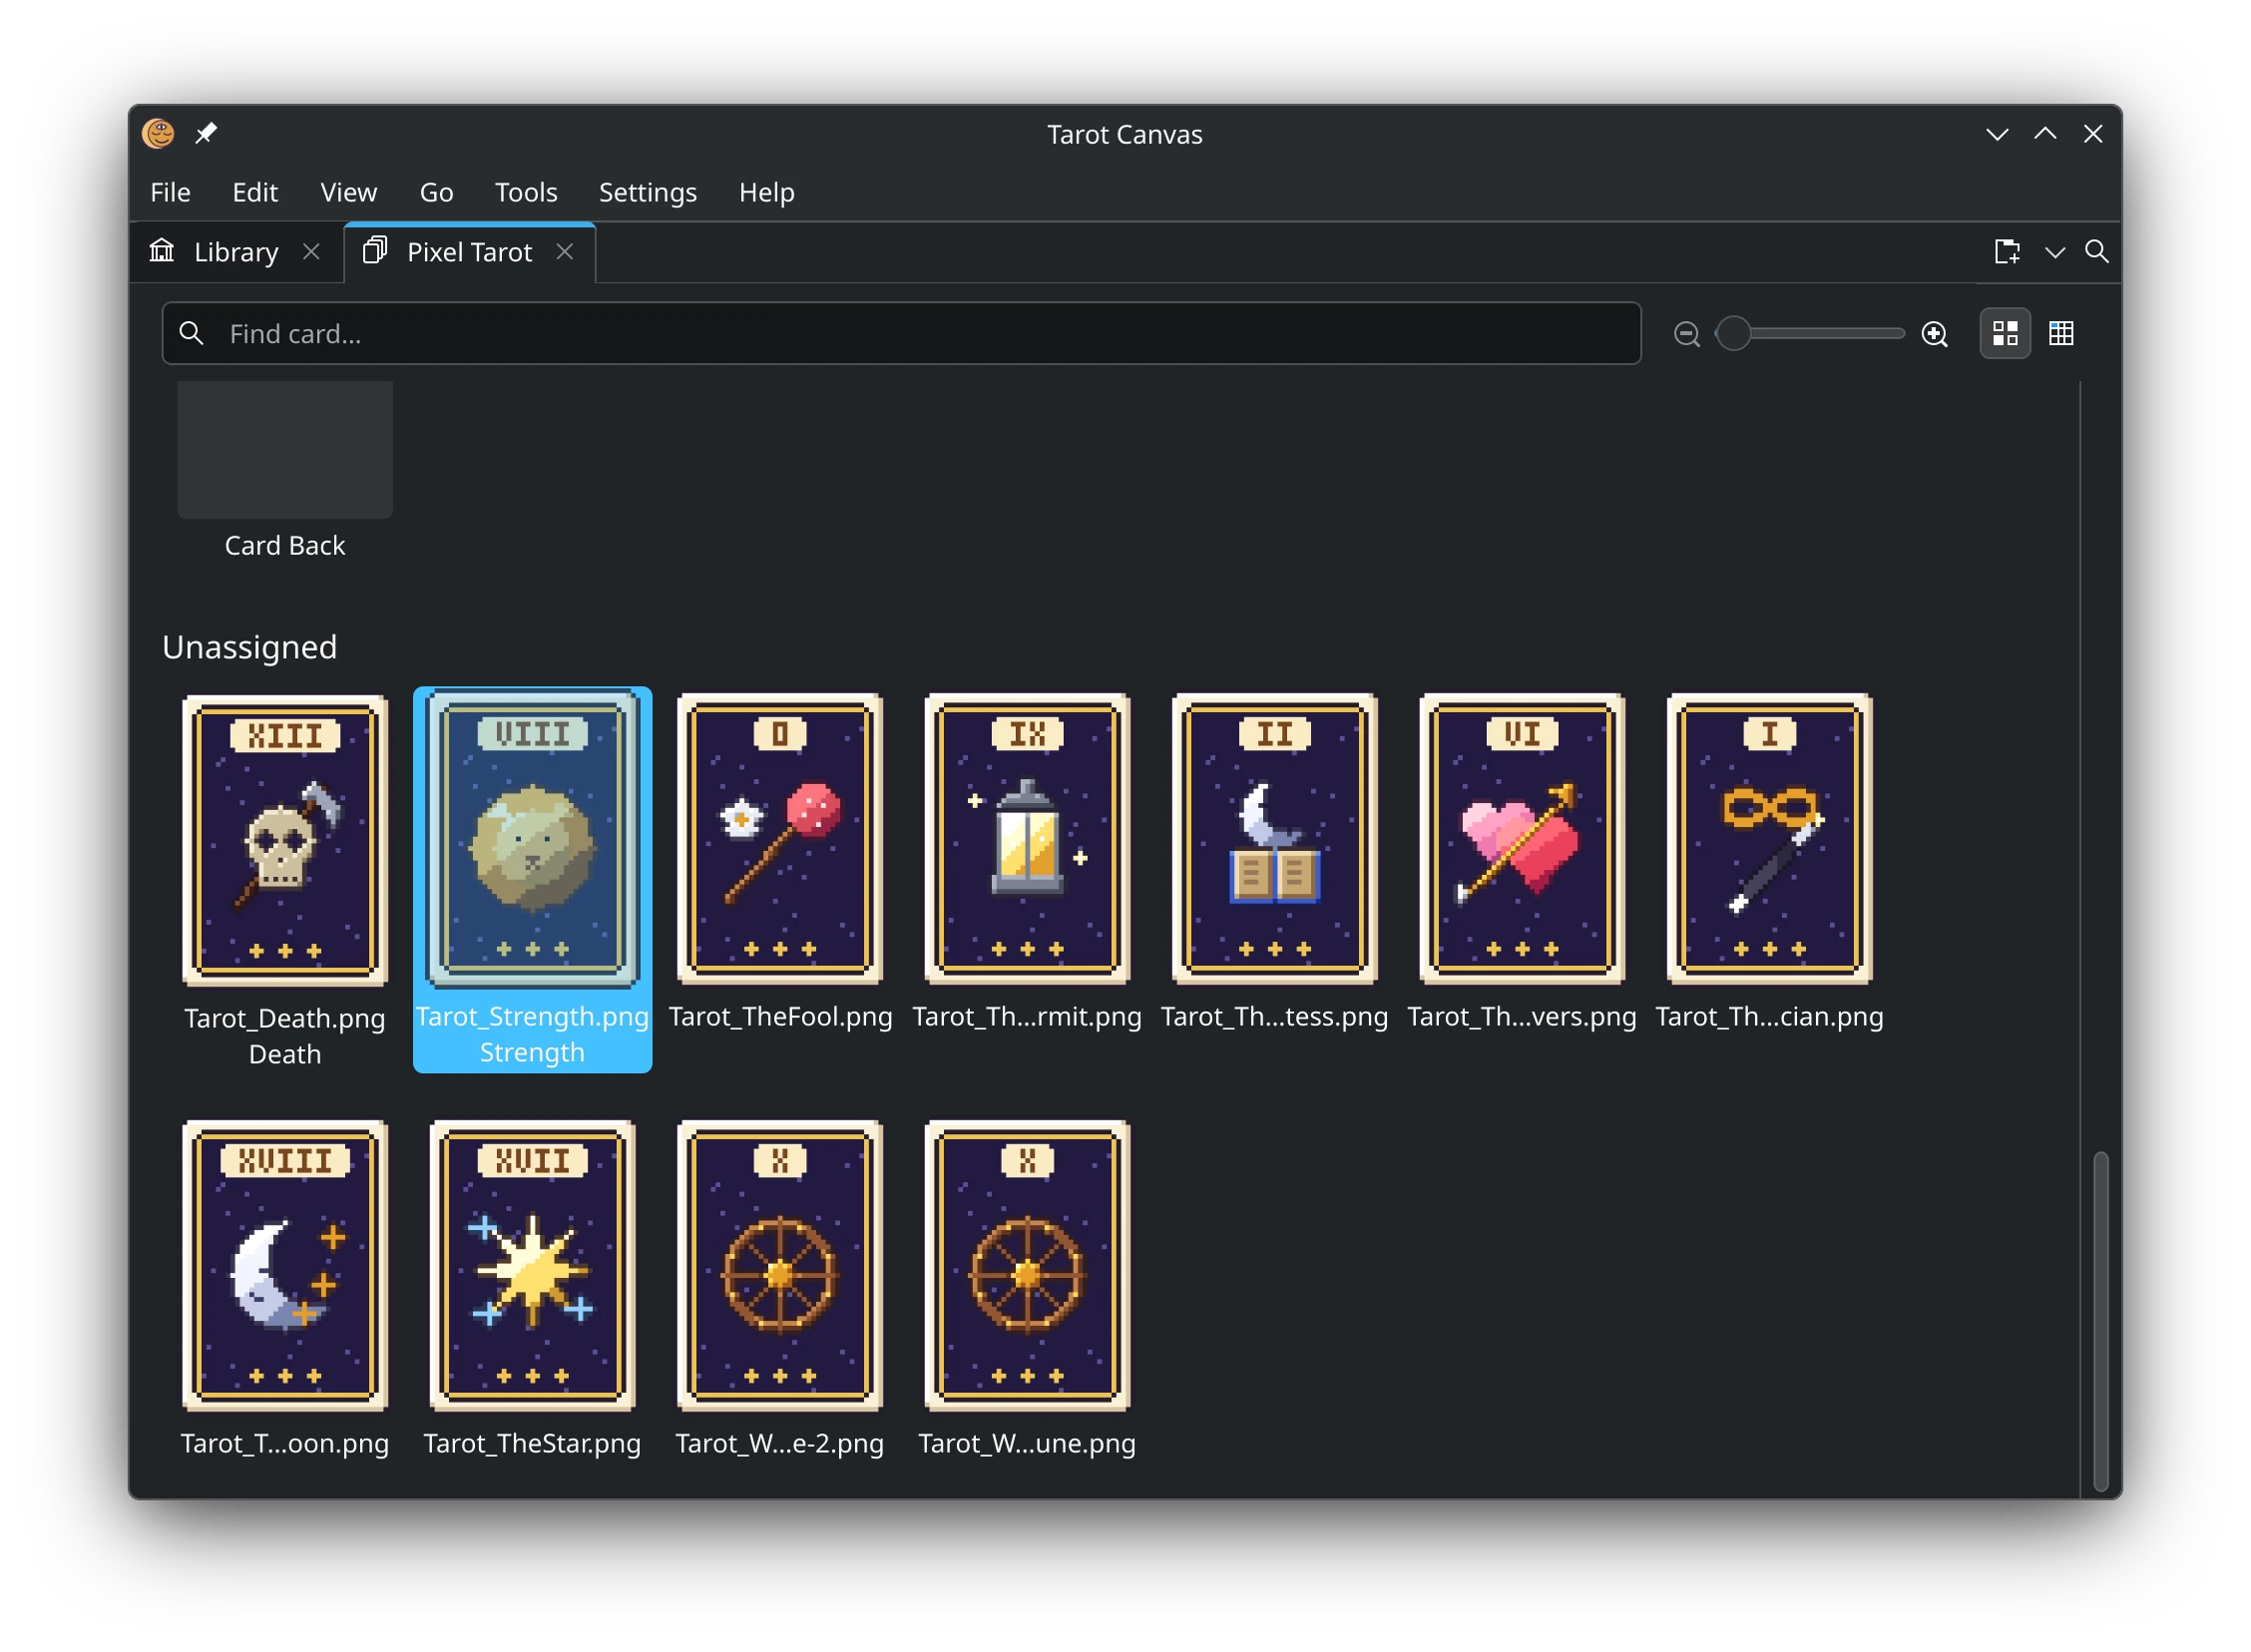 Tarot Canvas
File Edit View Go Tools Settings Help
Library Pixel Tarot
Find card...
Card Back
Unassigned
XIII VIII 0 IX II VI I
Tarot_Death.png Tarot_Strength.png Tarot_TheFool.png Tarot_Th...rmit.png Tarot_Th...tess.png Tarot_Th...vers.png Tarot_Th...cian.png
Death Strength
XVIII XVII X X
Tarot_T...oon.png Tarot_TheStar.png Tarot_W...e-2.png Tarot_W...une.png